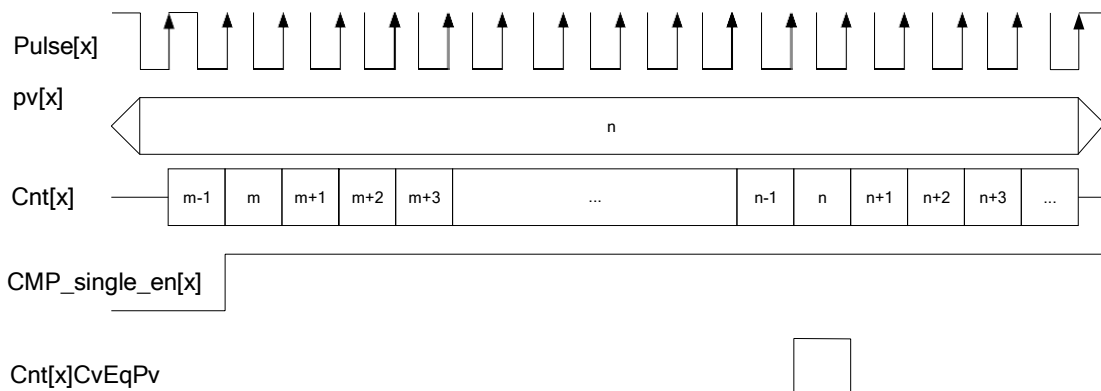 Pulse[x]
pv[x]
n
Cnt[x]
m-1 m m+1 m+2 m+3 ... n-1 n n+1 n+2 n+3 ...
CMP_single_en[x]
Cnt[x]CvEqPv